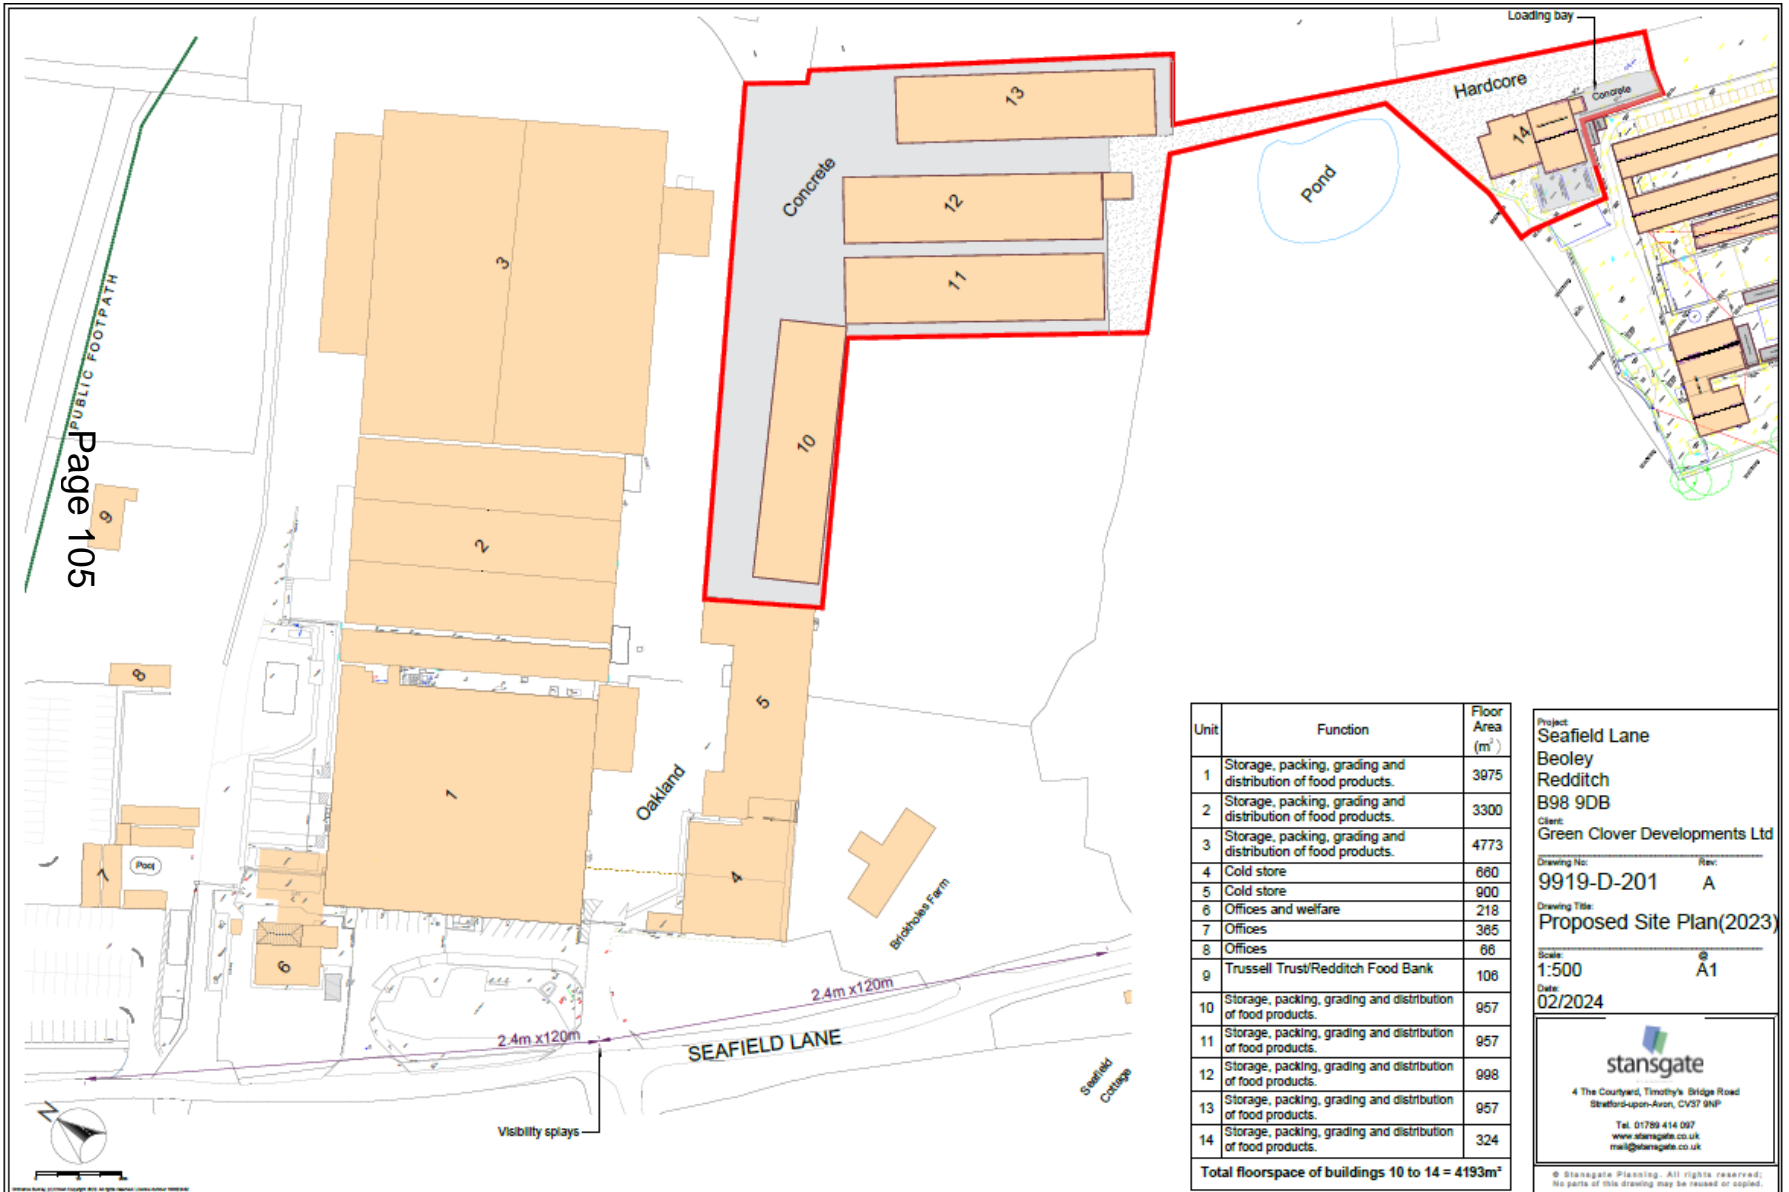 Loading bay
Hardcore
Concrete
13
14
Concrete
12
Pond
11
3
PUBLIC FOOTPATH
10
Page 105
9
2
8
5
Oakland
1
4
7
Pool
6
Brickholes Farm
2.4m x120m
2.4m x120m
SEAFIELD LANE
Seafield
Cottage
Visibility splays
N
Unit Function Floor Area (m²)
1 Storage, packing, grading and distribution of food products. 3975
2 Storage, packing, grading and distribution of food products. 3300
3 Storage, packing, grading and distribution of food products. 4773
4 Cold store 660
5 Cold store 900
6 Offices and welfare 218
7 Offices 365
8 Offices 66
9 Trussell Trust/Redditch Food Bank 106
10 Storage, packing, grading and distribution of food products. 957
11 Storage, packing, grading and distribution of food products. 957
12 Storage, packing, grading and distribution of food products. 998
13 Storage, packing, grading and distribution of food products. 957
14 Storage, packing, grading and distribution of food products. 324
Total floorspace of buildings 10 to 14 = 4193m²
Project:
Seafield Lane
Beoley
Redditch
B98 9DB
Client:
Green Clover Developments Ltd
Drawing No: Rev:
9919-D-201 A
Drawing Title:
Proposed Site Plan(2023)
Scale: @
1:500 A1
Date:
02/2024
stansgate
4 The Courtyard, Timothy's Bridge Road
Stratford-upon-Avon, CV37 9NP
Tel. 01789 414 097
www.stansgate.co.uk
mail@stansgate.co.uk
© Stansgate Planning. All rights reserved;
No parts of this drawing may be reused or copied.